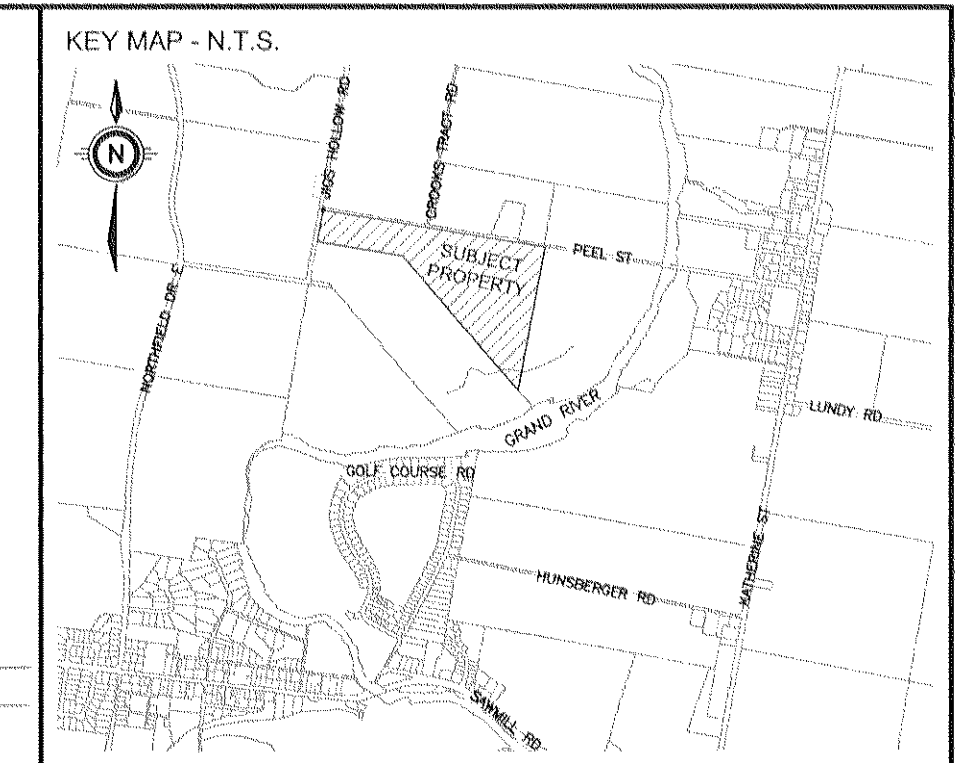 KEY MAP - N.T.S.
N
JIGS HOLLOW RD
CROOKS TRACT RD
SUBJECT
PROPERTY
PEEL ST
NORTHFIELD DR E
LUNDY RD
GRAND RIVER
GOLF COURSE RD
KATHERINE ST
HUNSBERGER RD
SAWMILL RD